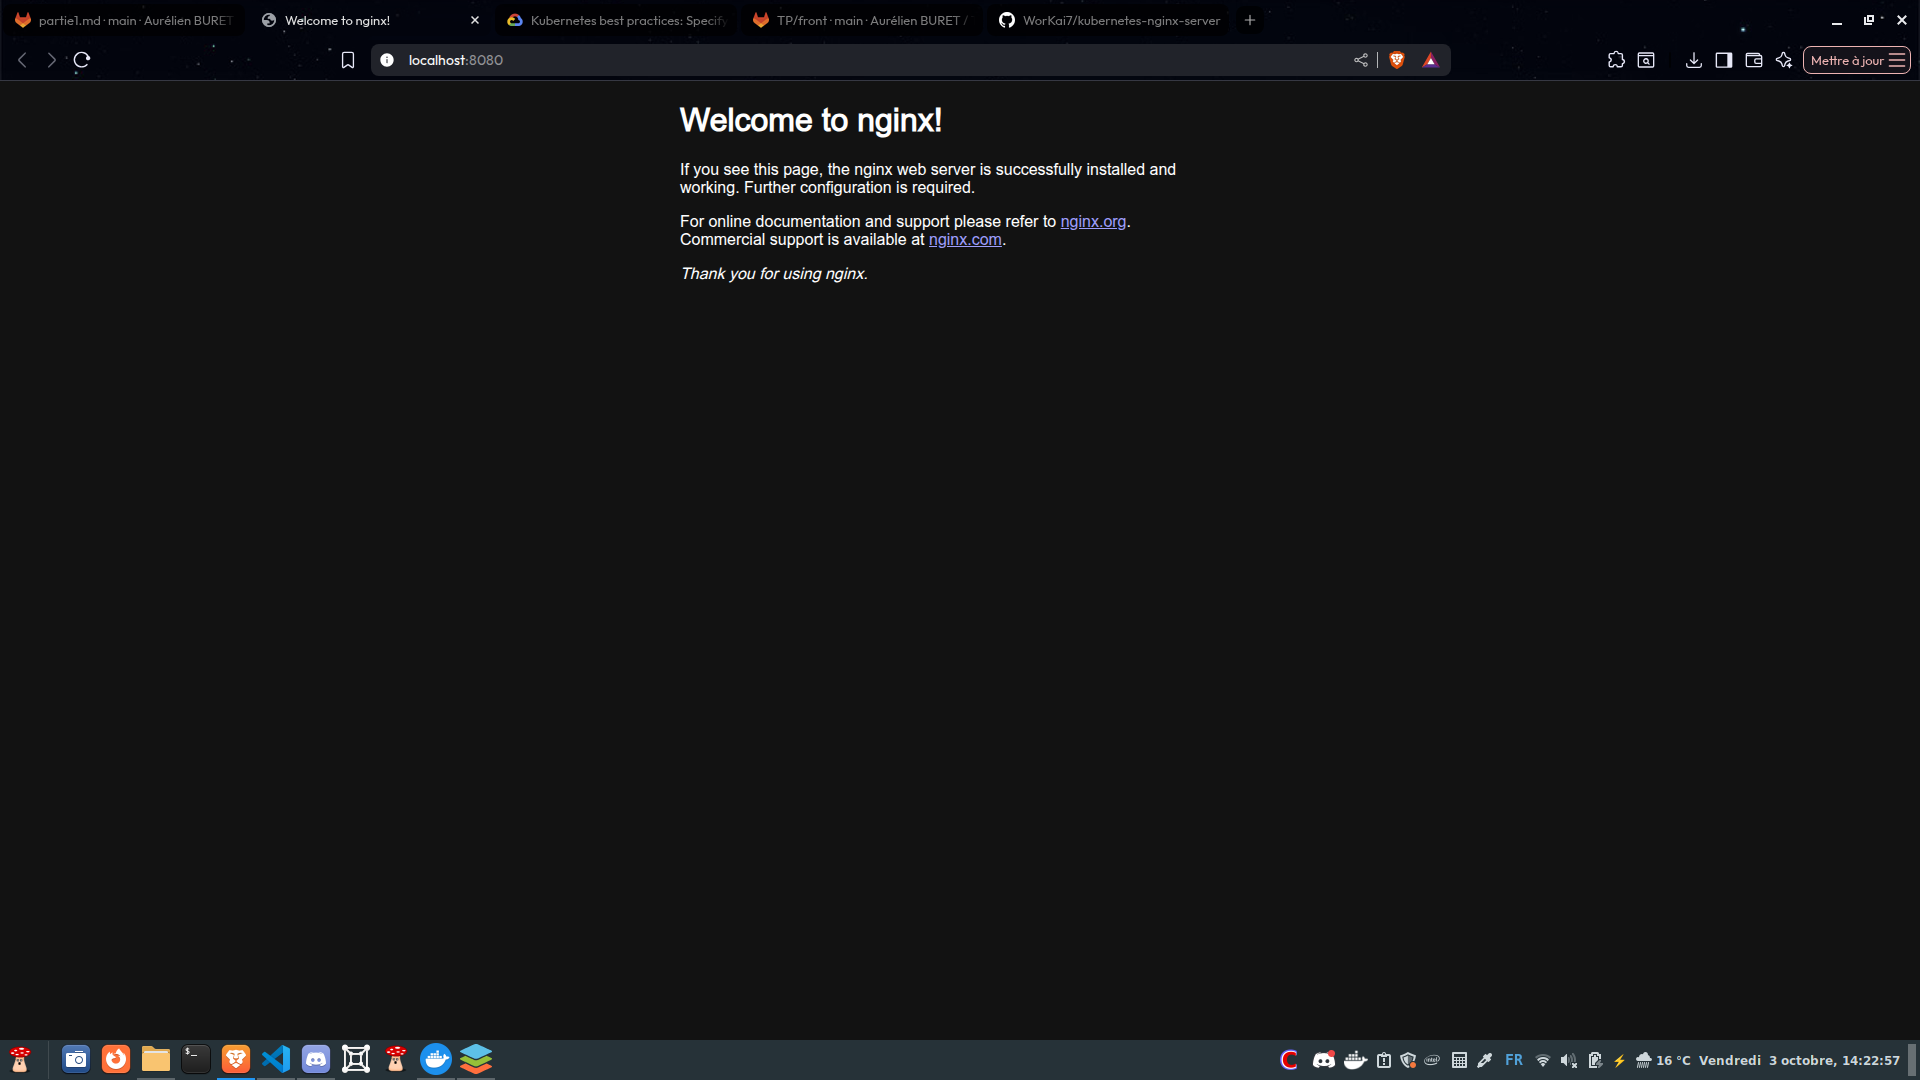 partie1.md · main · Aurélien BURET
Welcome to nginx!
Kubernetes best practices: Specify
TP/front · main · Aurélien BURET /
WorKai7/kubernetes-nginx-server
localhost:8080
Mettre à jour
Welcome to nginx!
If you see this page, the nginx web server is successfully installed and
working. Further configuration is required.
For online documentation and support please refer to nginx.org.
Commercial support is available at nginx.com.
Thank you for using nginx.
$_
C
intel
FR
16 °C
Vendredi 3 octobre, 14:22:57